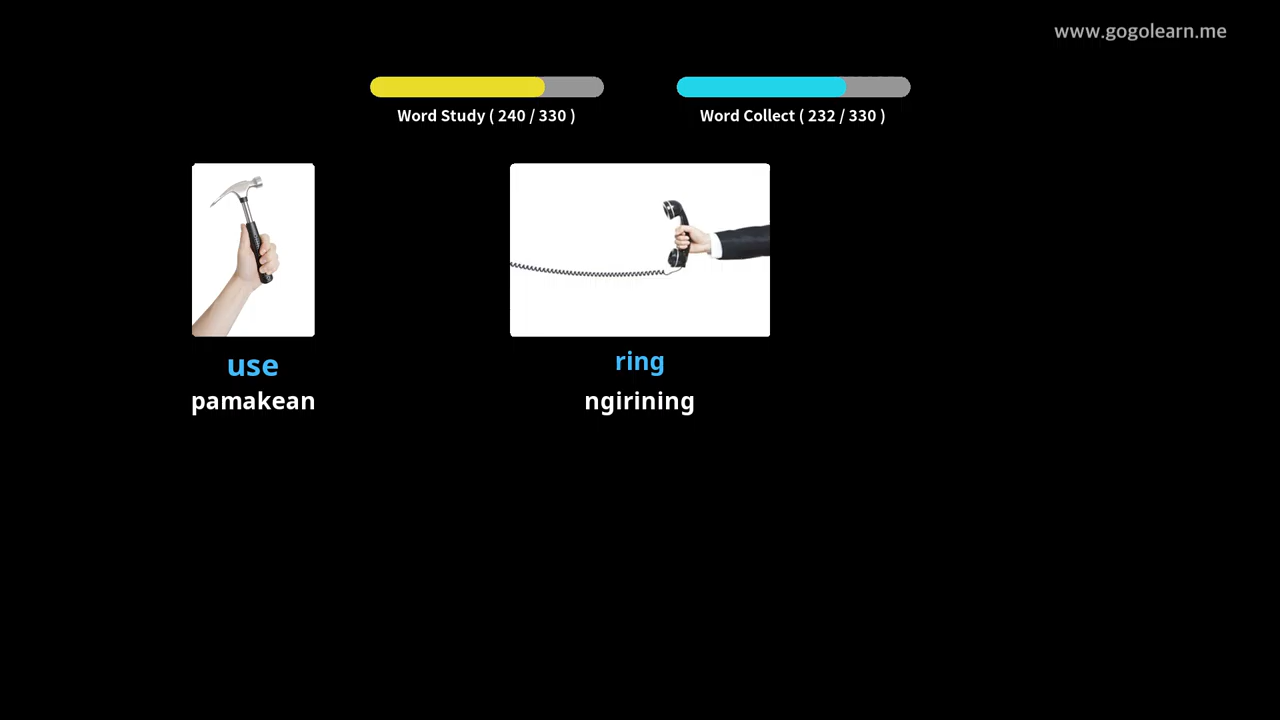 www.gogolearn.me
Word Study ( 240 / 330 )
Word Collect ( 232 / 330 )
use
pamakean
ring
ngirining